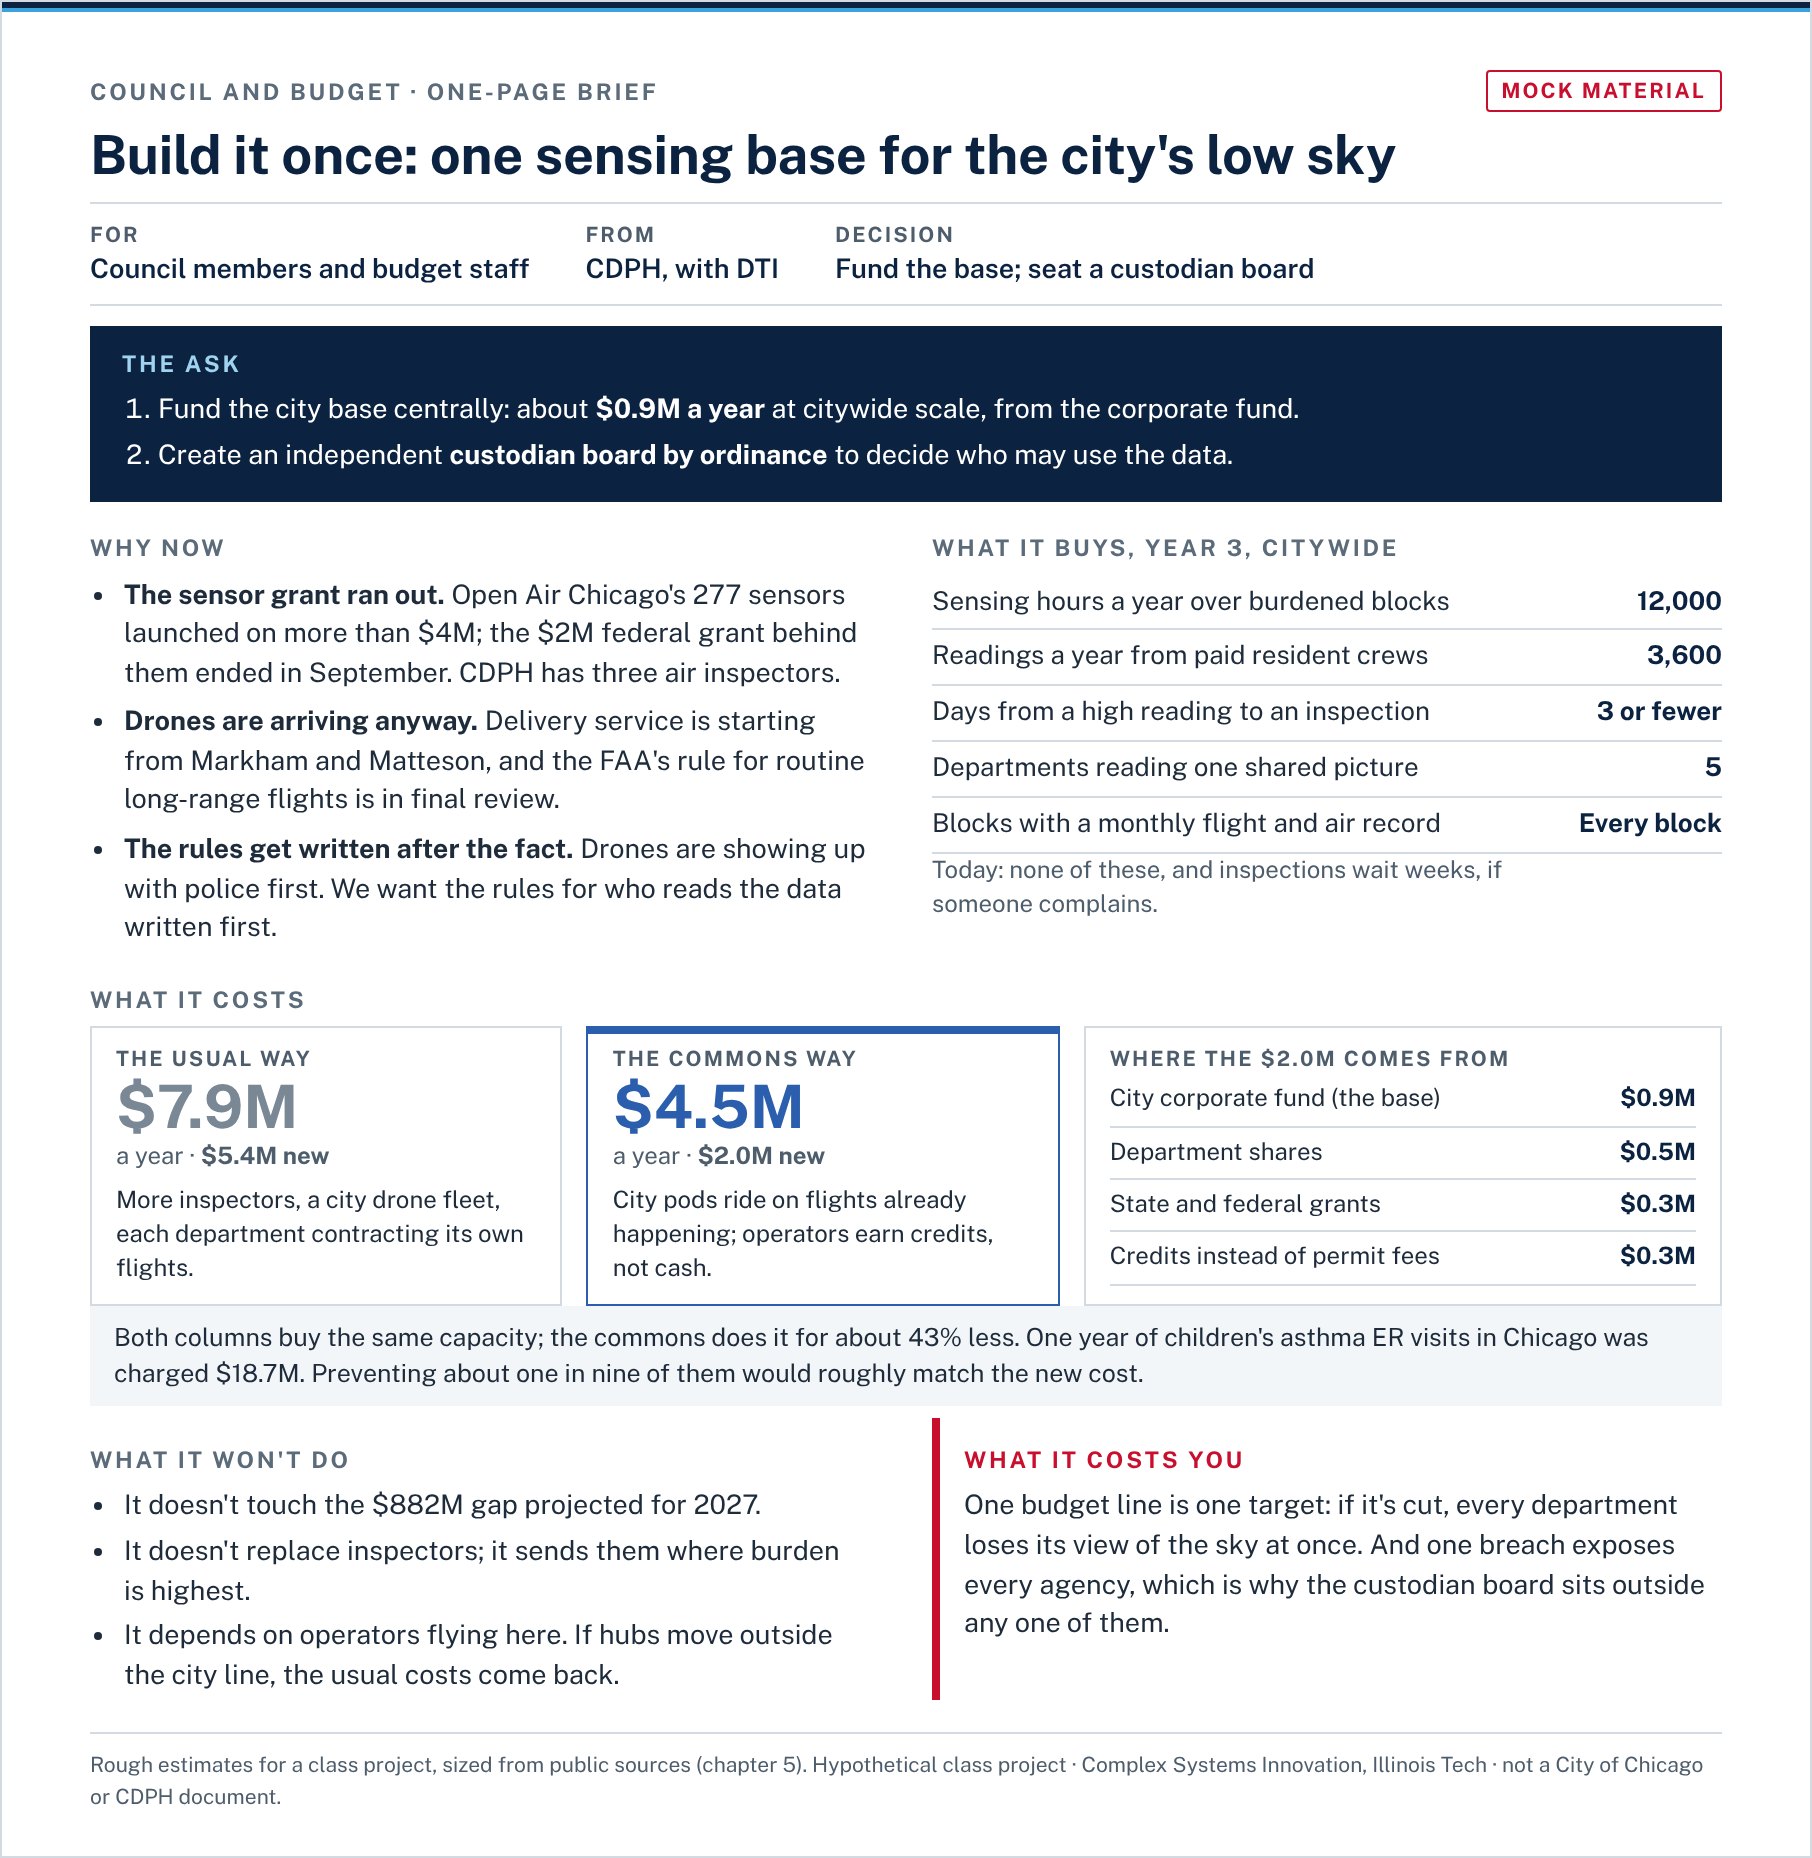 COUNCIL AND BUDGET · ONE-PAGE BRIEF
MOCK MATERIAL
Build it once: one sensing base for the city's low sky
FOR
Council members and budget staff
FROM
CDPH, with DTI
DECISION
Fund the base; seat a custodian board
THE ASK
1. Fund the city base centrally: about $0.9M a year at citywide scale, from the corporate fund.
2. Create an independent custodian board by ordinance to decide who may use the data.
WHY NOW
• The sensor grant ran out. Open Air Chicago's 277 sensors
launched on more than $4M; the $2M federal grant behind
them ended in September. CDPH has three air inspectors.
• Drones are arriving anyway. Delivery service is starting
from Markham and Matteson, and the FAA's rule for routine
long-range flights is in final review.
• The rules get written after the fact. Drones are showing up
with police first. We want the rules for who reads the data
written first.
WHAT IT BUYS, YEAR 3, CITYWIDE
Sensing hours a year over burdened blocks 12,000
Readings a year from paid resident crews 3,600
Days from a high reading to an inspection 3 or fewer
Departments reading one shared picture 5
Blocks with a monthly flight and air record Every block
Today: none of these, and inspections wait weeks, if
someone complains.
WHAT IT COSTS
THE USUAL WAY
$7.9M
a year · $5.4M new
More inspectors, a city drone fleet,
each department contracting its own
flights.
THE COMMONS WAY
$4.5M
a year · $2.0M new
City pods ride on flights already
happening; operators earn credits,
not cash.
WHERE THE $2.0M COMES FROM
City corporate fund (the base) $0.9M
Department shares $0.5M
State and federal grants $0.3M
Credits instead of permit fees $0.3M
Both columns buy the same capacity; the commons does it for about 43% less. One year of children's asthma ER visits in Chicago was
charged $18.7M. Preventing about one in nine of them would roughly match the new cost.
WHAT IT WON'T DO
• It doesn't touch the $882M gap projected for 2027.
• It doesn't replace inspectors; it sends them where burden
is highest.
• It depends on operators flying here. If hubs move outside
the city line, the usual costs come back.
WHAT IT COSTS YOU
One budget line is one target: if it's cut, every department
loses its view of the sky at once. And one breach exposes
every agency, which is why the custodian board sits outside
any one of them.
Rough estimates for a class project, sized from public sources (chapter 5). Hypothetical class project · Complex Systems Innovation, Illinois Tech · not a City of Chicago
or CDPH document.